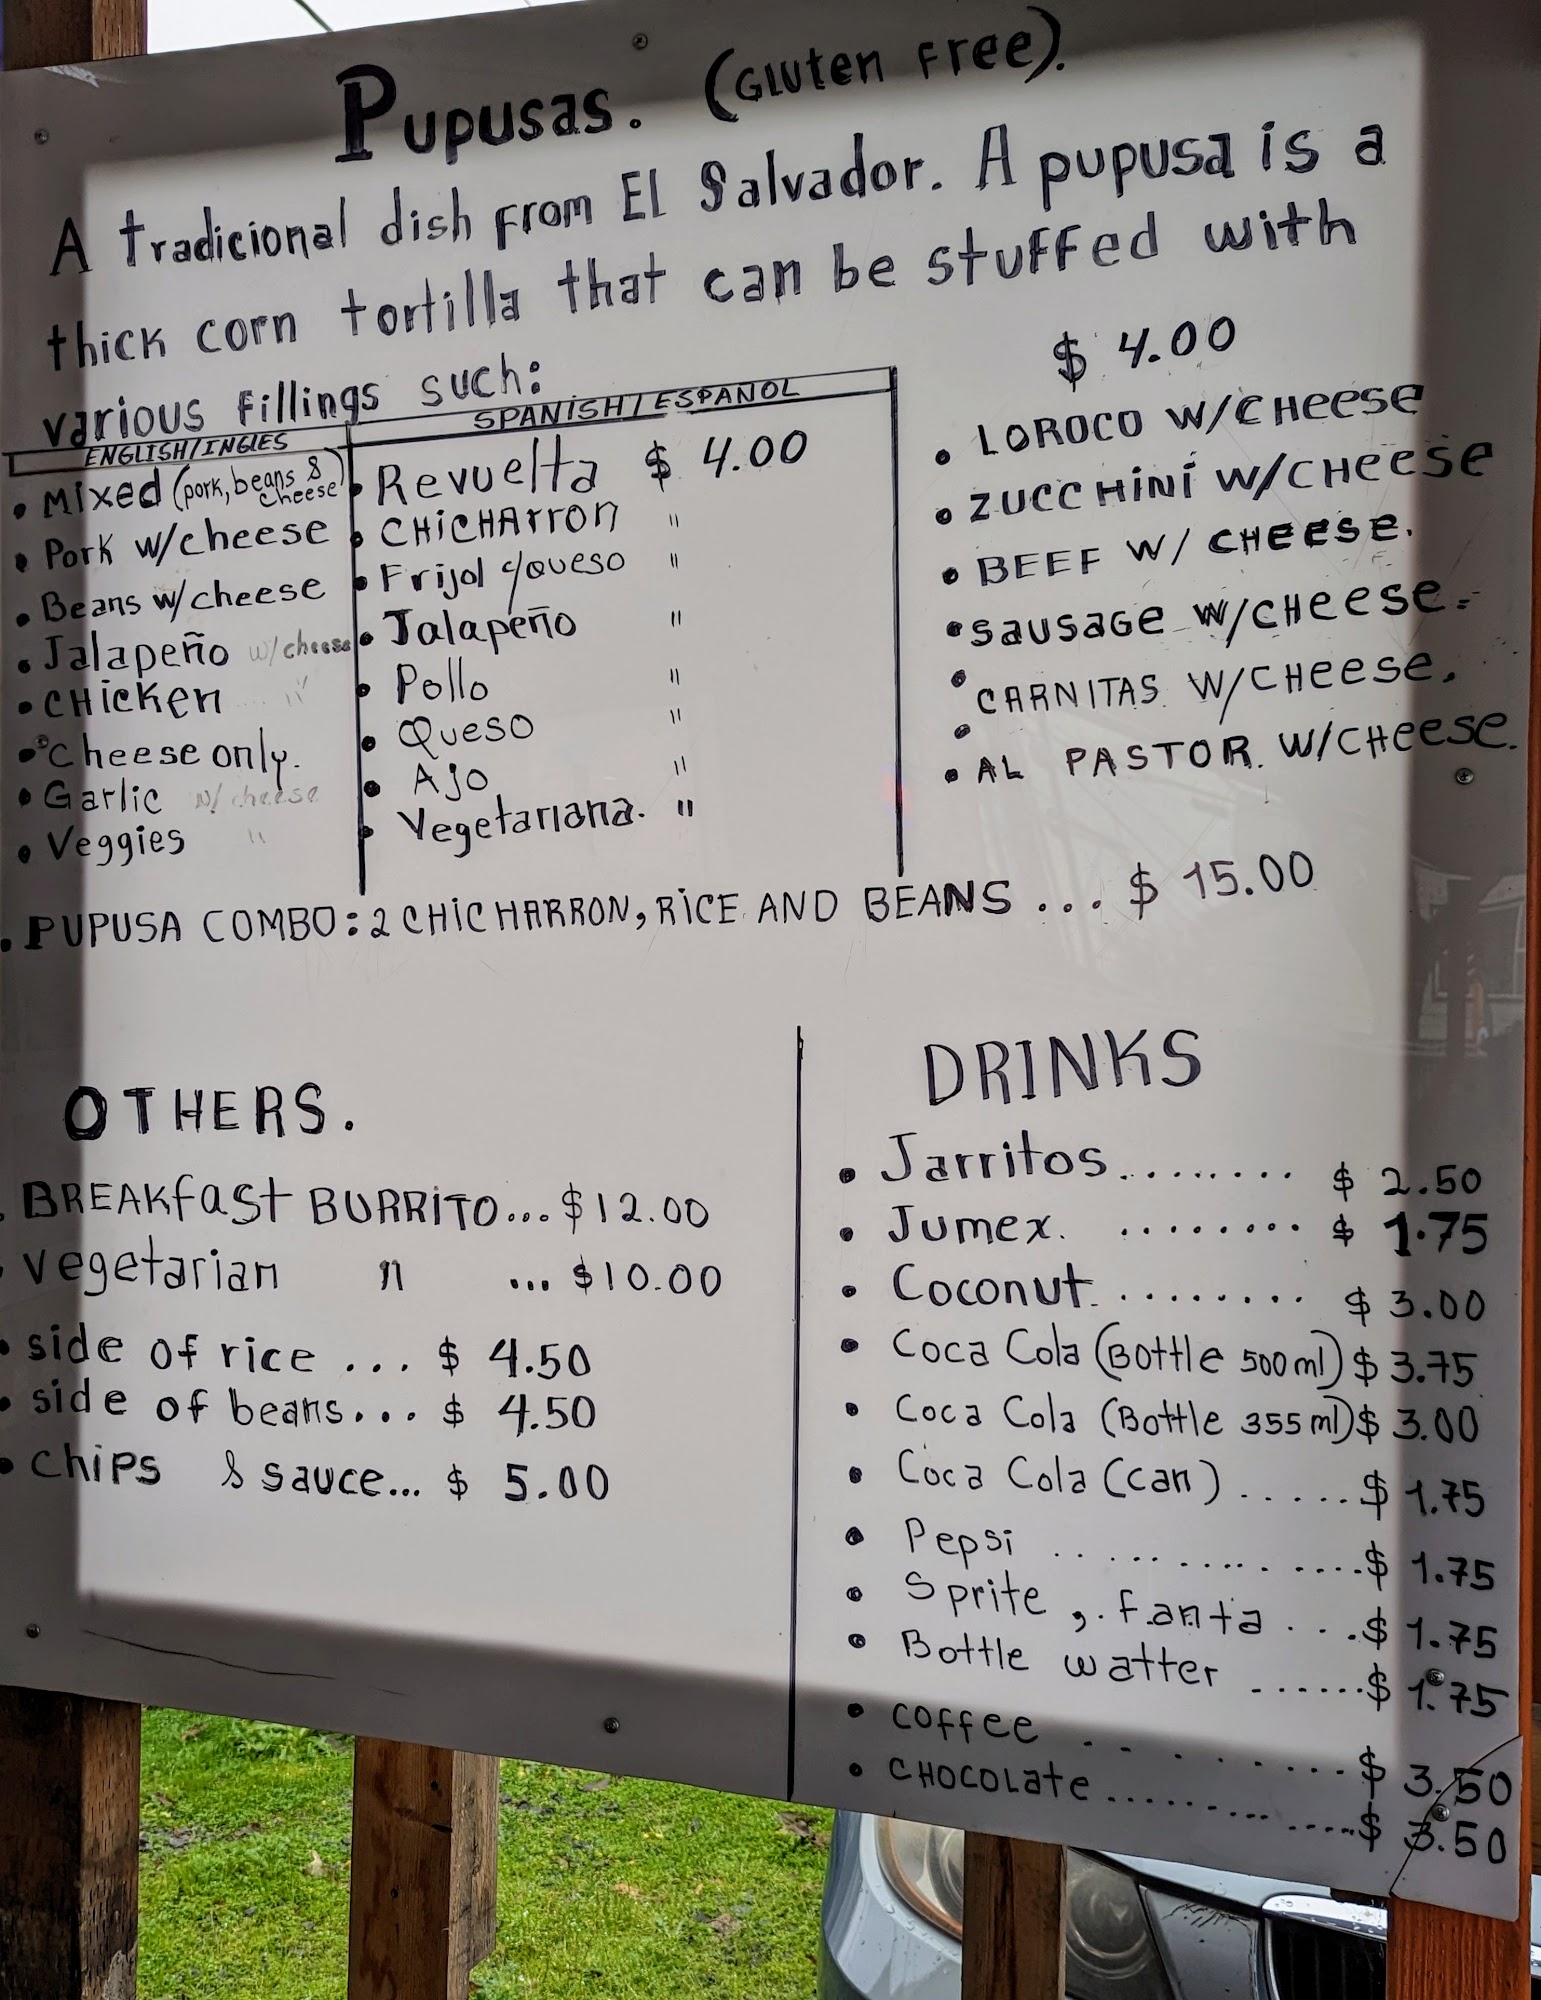 Pupusas. (Gluten Free).
A tradicional dish from El Salvador. A pupusa is a
thick corn tortilla that can be stuffed with
various fillings such:
ENGLISH/INGLES
• Mixed (pork, beans & cheese)
• Pork w/cheese
• Beans w/cheese
• Jalapeño w/cheese
• CHicken "
• Cheese only.
• Garlic w/cheese
• Veggies "
SPANISH/ESPANOL
• Revuelta $ 4.00
• CHiCHArron "
• Frijol c/queso "
• Jalapeño "
• Pollo "
• Queso "
• Ajo "
• Vegetariana. "
$ 4.00
• LOROCO W/CHeese
• ZUCCHini W/CHeese
• BEEF W/ CHEESE.
• SAUSAGE W/CHeese.
• CARNITAS W/CHeese.
• AL PASTOR. W/CHeese.
• PUPUSA COMBO: 2 CHICHARRON, RiCE AND BEANS ... $ 15.00
OTHERS.
• BREAKfast BURRITO... $12.00
• vegetarian " ... $10.00
• side of rice ... $ 4.50
• side of beans... $ 4.50
• chips & sauce... $ 5.00
DRINKS
• Jarritos ........ $ 2.50
• Jumex. ........ $ 1.75
• Coconut ........ $ 3.00
• Coca Cola (Bottle 500 ml) $ 3.75
• Coca Cola (Bottle 355 ml) $ 3.00
• Coca Cola (can) ..... $ 1.75
• Pepsi .............. $ 1.75
• Sprite, Fanta .... $ 1.75
• Bottle watter ...... $ 1.75
• coffee .......... $ 3.50
• CHOCOLate ............. $ 3.50